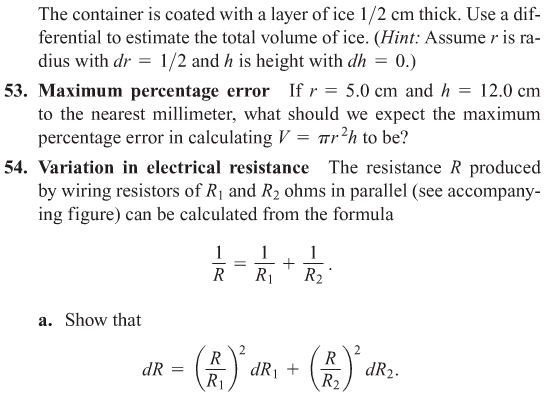 The container is coated with a layer of ice 1/2 cm thick. Use a dif-
ferential to estimate the total volume of ice. (Hint: Assume r is ra-
dius with dr = 1/2 and h is height with dh = 0.)
53. Maximum percentage error If r = 5.0 cm and h = 12.0 cm
to the nearest millimeter, what should we expect the maximum
percentage error in calculating V = πr²h to be?
54. Variation in electrical resistance The resistance R produced
by wiring resistors of R₁ and R₂ ohms in parallel (see accompany-
ing figure) can be calculated from the formula
1/R = 1/R₁ + 1/R₂.
a. Show that
dR = (R/R₁)² dR₁ + (R/R₂)² dR₂.